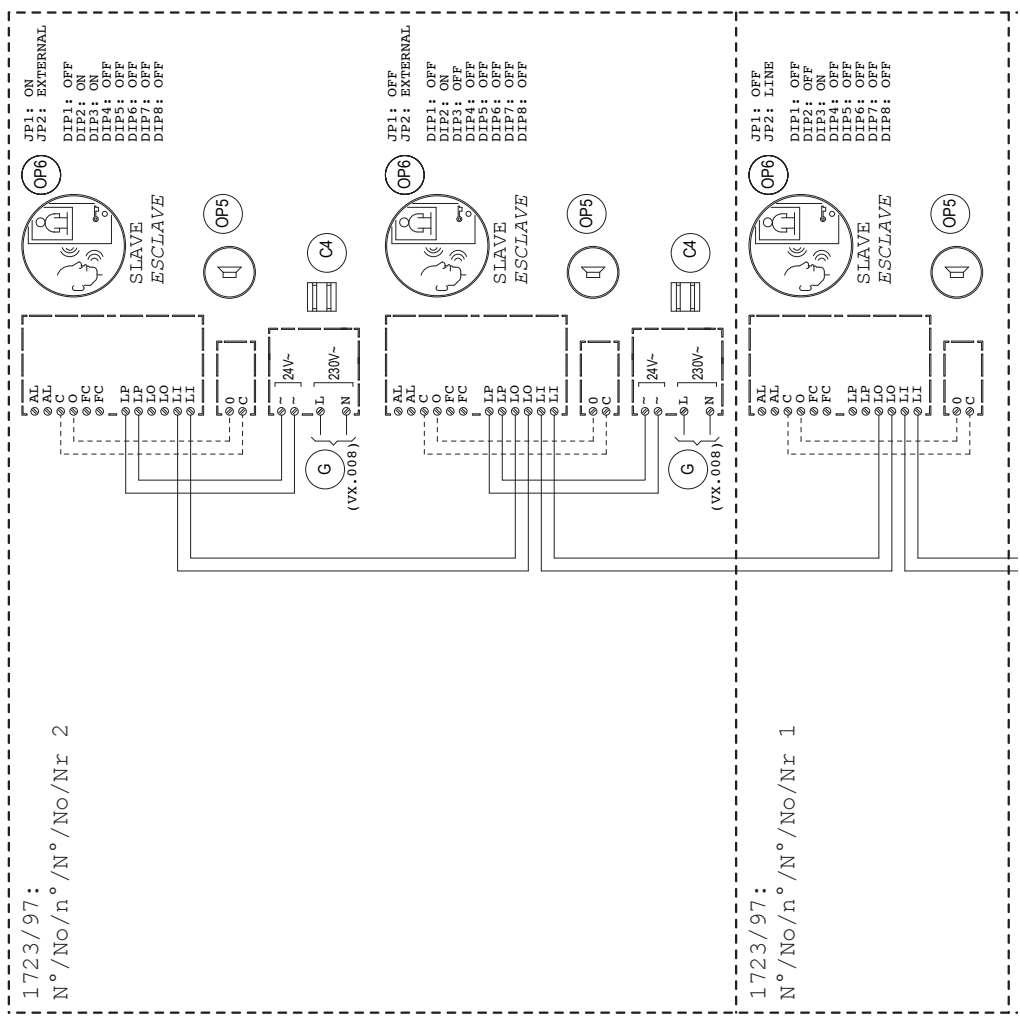 1723/97:
N°/No/n°/N°/No/Nr 2
AL
AL
C
O
FC
FC
LP
LP
LO
LO
LI
LI
O
C
~
~
24V~
L
N
230V~
G
(VX.008)
C4
OP5
SLAVE
ESCLAVE
OP6
JP1: ON
JP2: EXTERNAL
DIP1: OFF
DIP2: ON
DIP3: ON
DIP4: OFF
DIP5: OFF
DIP6: OFF
DIP7: OFF
DIP8: OFF
AL
AL
C
O
FC
FC
LP
LP
LO
LO
LI
LI
O
C
~
~
24V~
L
N
230V~
G
(VX.008)
C4
OP5
SLAVE
ESCLAVE
OP6
JP1: OFF
JP2: EXTERNAL
DIP1: OFF
DIP2: ON
DIP3: OFF
DIP4: OFF
DIP5: OFF
DIP6: OFF
DIP7: OFF
DIP8: OFF
1723/97:
N°/No/n°/N°/No/Nr 1
AL
AL
C
O
FC
FC
LP
LP
LO
LO
LI
LI
O
C
OP5
SLAVE
ESCLAVE
OP6
JP1: OFF
JP2: LINE
DIP1: OFF
DIP2: OFF
DIP3: ON
DIP4: OFF
DIP5: OFF
DIP6: OFF
DIP7: OFF
DIP8: OFF